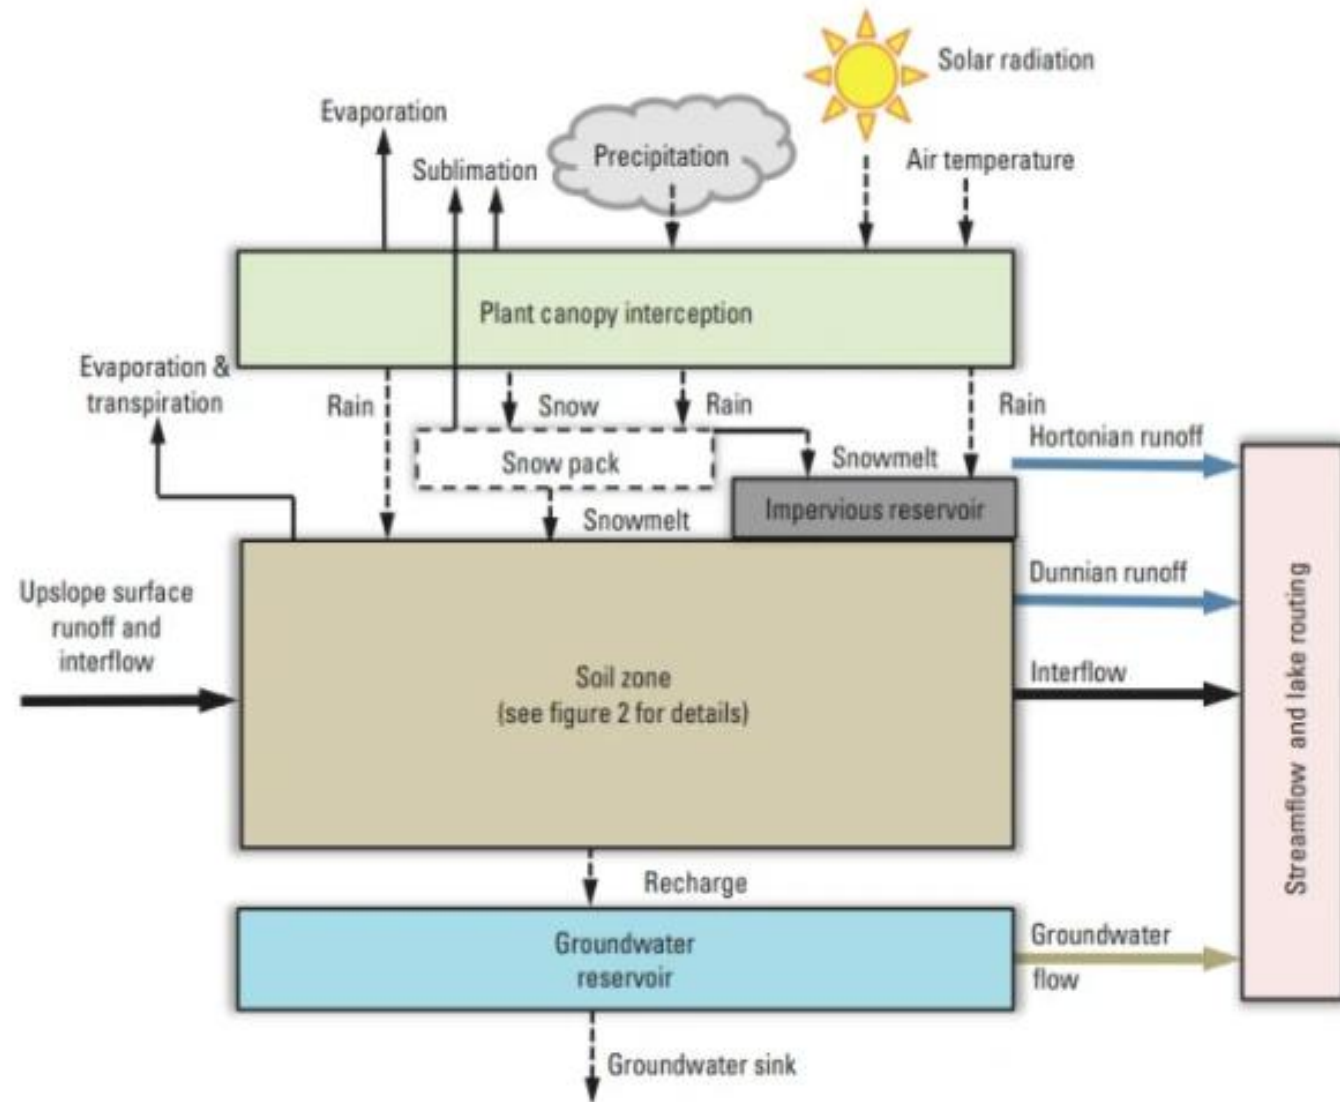 Solar radiation
Evaporation
Precipitation
Air temperature
Sublimation
Plant canopy interception
Evaporation &
transpiration
Rain
Snow
Rain
Rain
Hortonian runoff
Snow pack
Snowmelt
Impervious reservoir
Snowmelt
Dunnian runoff
Upslope surface
runoff and
interflow
Soil zone
(see figure 2 for details)
Interflow
Streamflow and lake routing
Recharge
Groundwater
reservoir
Groundwater
flow
Groundwater sink